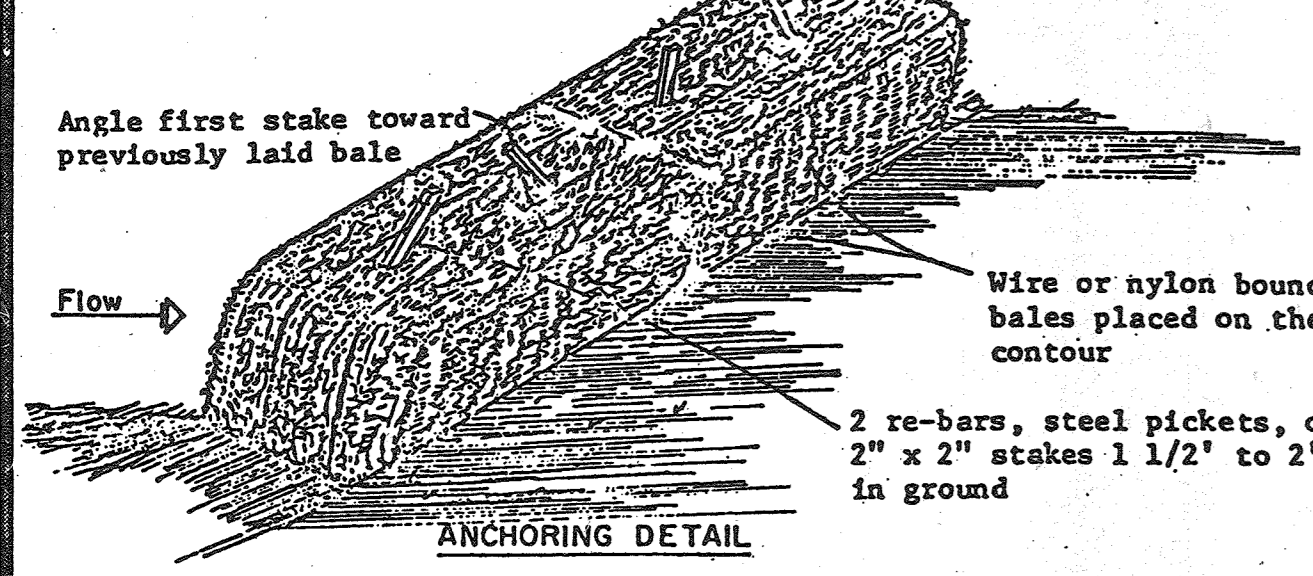 Angle first stake toward
previously laid bale
Flow
Wire or nylon bound
bales placed on the
contour
2 re-bars, steel pickets, o
2" x 2" stakes 1 1/2' to 2'
in ground
ANCHORING DETAIL